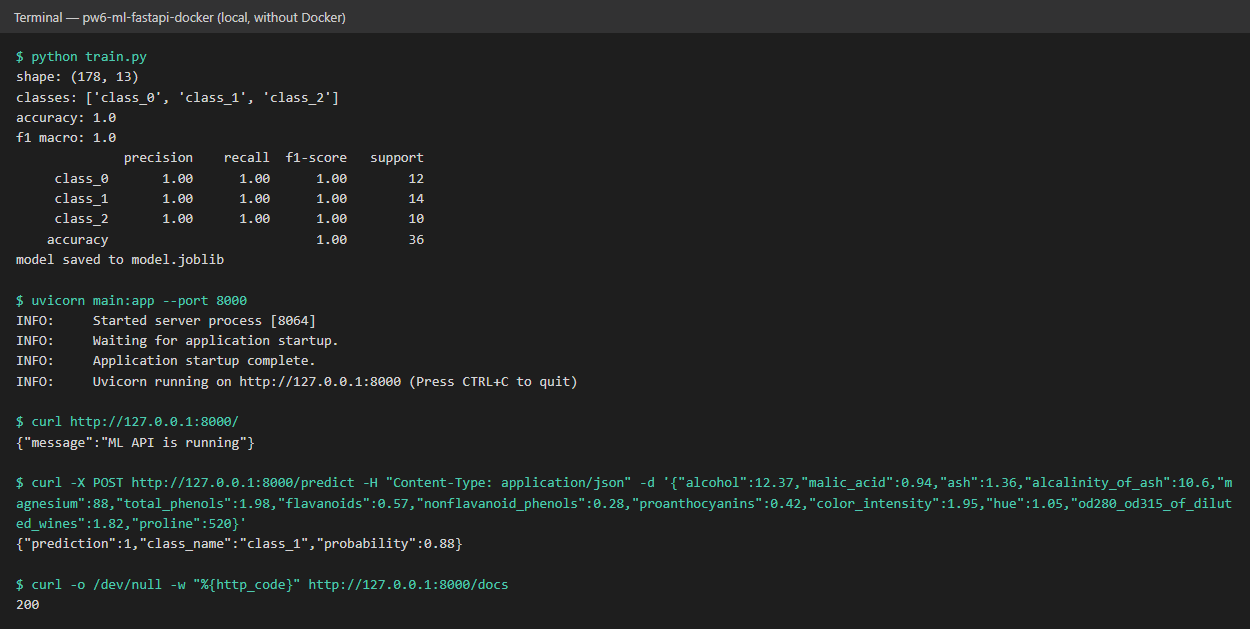 Terminal — pw6-ml-fastapi-docker (local, without Docker)
$ python train.py
shape: (178, 13)
classes: ['class_0', 'class_1', 'class_2']
accuracy: 1.0
f1 macro: 1.0
              precision    recall  f1-score   support
     class_0       1.00      1.00      1.00        12
     class_1       1.00      1.00      1.00        14
     class_2       1.00      1.00      1.00        10
    accuracy                           1.00        36
model saved to model.joblib
$ uvicorn main:app --port 8000
INFO:     Started server process [8064]
INFO:     Waiting for application startup.
INFO:     Application startup complete.
INFO:     Uvicorn running on http://127.0.0.1:8000 (Press CTRL+C to quit)
$ curl http://127.0.0.1:8000/
{"message":"ML API is running"}
$ curl -X POST http://127.0.0.1:8000/predict -H "Content-Type: application/json" -d '{"alcohol":12.37,"malic_acid":0.94,"ash":1.36,"alcalinity_of_ash":10.6,"m
agnesium":88,"total_phenols":1.98,"flavanoids":0.57,"nonflavanoid_phenols":0.28,"proanthocyanins":0.42,"color_intensity":1.95,"hue":1.05,"od280_od315_of_dilut
ed_wines":1.82,"proline":520}'
{"prediction":1,"class_name":"class_1","probability":0.88}
$ curl -o /dev/null -w "%{http_code}" http://127.0.0.1:8000/docs
200